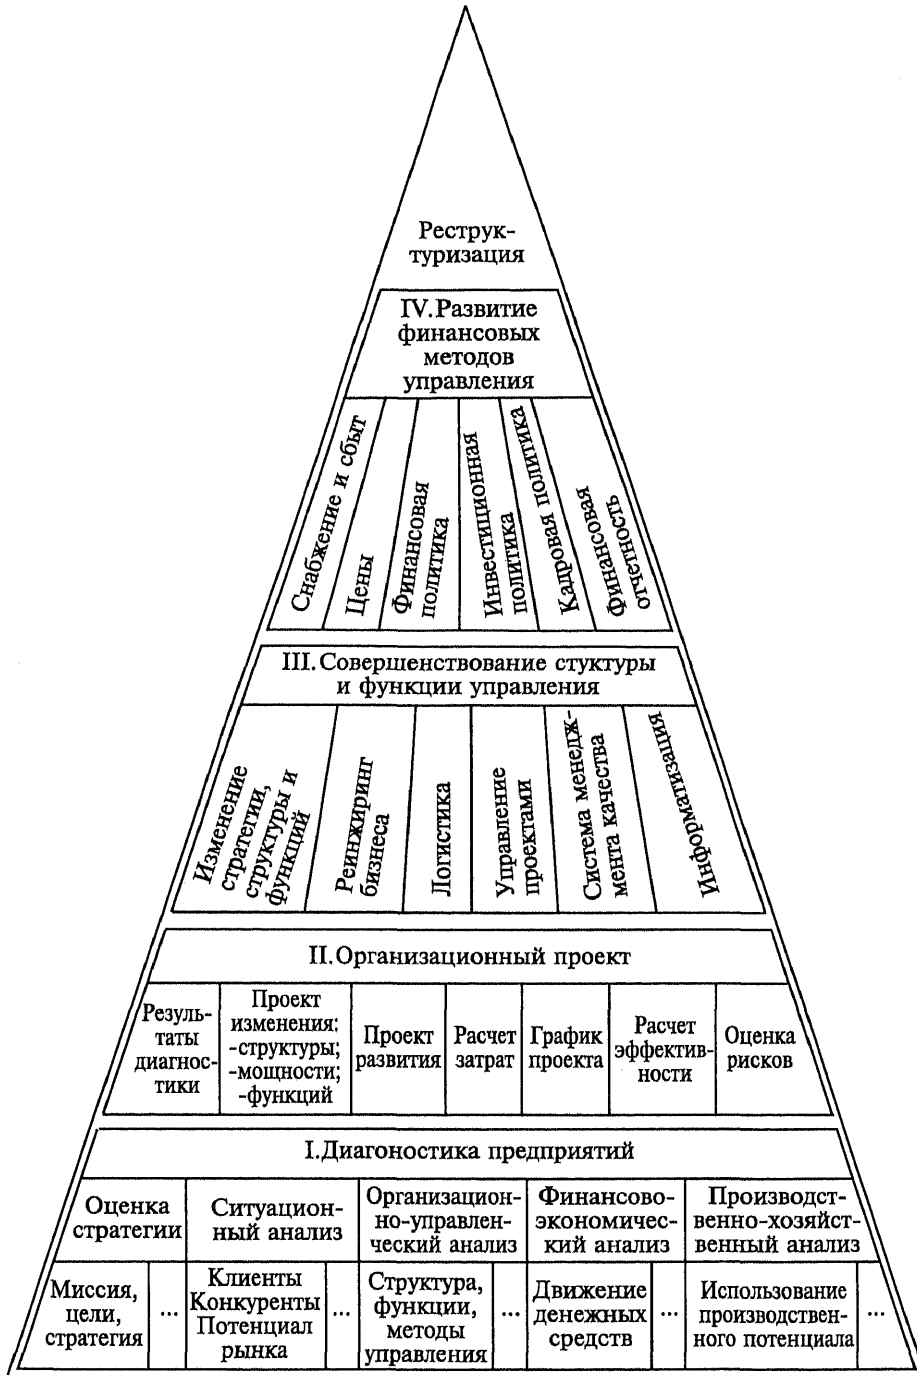 Реструк-
туризация
IV. Развитие
финансовых
методов
управления
Снабжение и сбыт
Цены
Финансовая
политика
Инвестиционная
политика
Кадровая политика
Финансовая
отчетность
III. Совершенствование стуктуры
и функции управления
Изменение
стратегии,
структуры и
функций
Реинжиринг
бизнеса
Логистика
Управление
проектами
Система менедж-
мента качества
Информатизация
II. Организационный проект
Резуль-
таты
диагнос-
тики
Проект
изменения:
-структуры;
-мощности;
-функций
Проект
развития
Расчет
затрат
График
проекта
Расчет
эффектив-
ности
Оценка
рисков
I. Диагоностика предприятий
Оценка
стратегии
Ситуацион-
ный анализ
Организацион-
но-управлен-
ческий анализ
Финансово-
экономичес-
кий анализ
Производст-
венно-хозяйст-
венный анализ
Миссия,
цели,
стратегия
...
Клиенты
Конкуренты
Потенциал
рынка
...
Структура,
функции,
методы
управления
...
Движение
денежных
средств
...
Использование
производствен-
ного потенциала
...